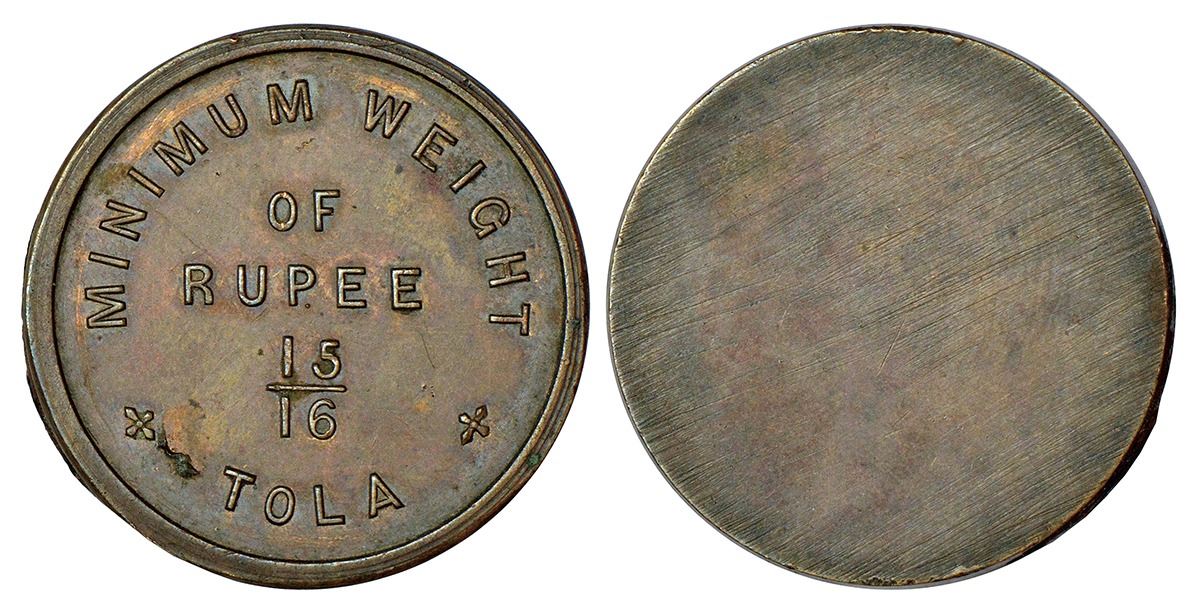 MINIMUM WEIGHT
OF
RUPEE
15
16
TOLA